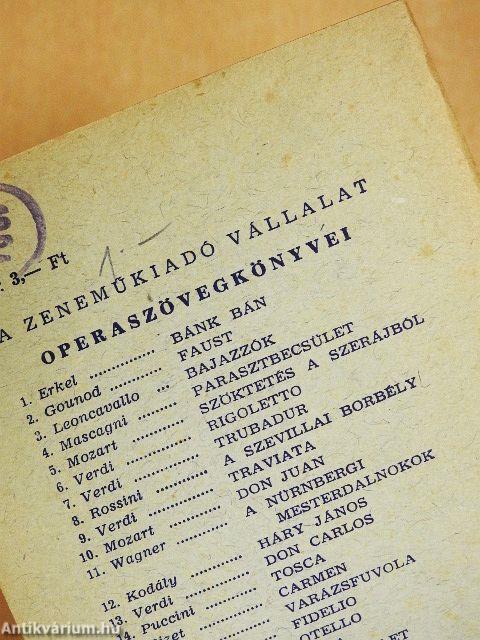 3,— Ft
1.—
A ZENEMŰKIADÓ VÁLLALAT
OPERASZÖVEGKÖNYVEI
1. Erkel ............ BÁNK BÁN
2. Gounod .......... FAUST
3. Leoncavallo ... BAJAZZÓK
4. Mascagni ....... PARASZTBECSÜLET
5. Mozart .......... SZÖKTETÉS A SZERÁJBÓL
6. Verdi ............ RIGOLETTO
7. Verdi ............ TRUBADUR
8. Rossini .......... A SZEVILLAI BORBÉLY
9. Verdi ............ TRAVIATA
10. Mozart .......... DON JUAN
11. Wagner .......... A NÜRNBERGI
MESTERDALNOKOK
12. Kodály .......... HÁRY JÁNOS
13. Verdi ............ DON CARLOS
14. Puccini .......... TOSCA
izet ............ CARMEN
VARÁZSFUVOLA
FIDELIO
OTELLO
LET
Antikvárium.hu